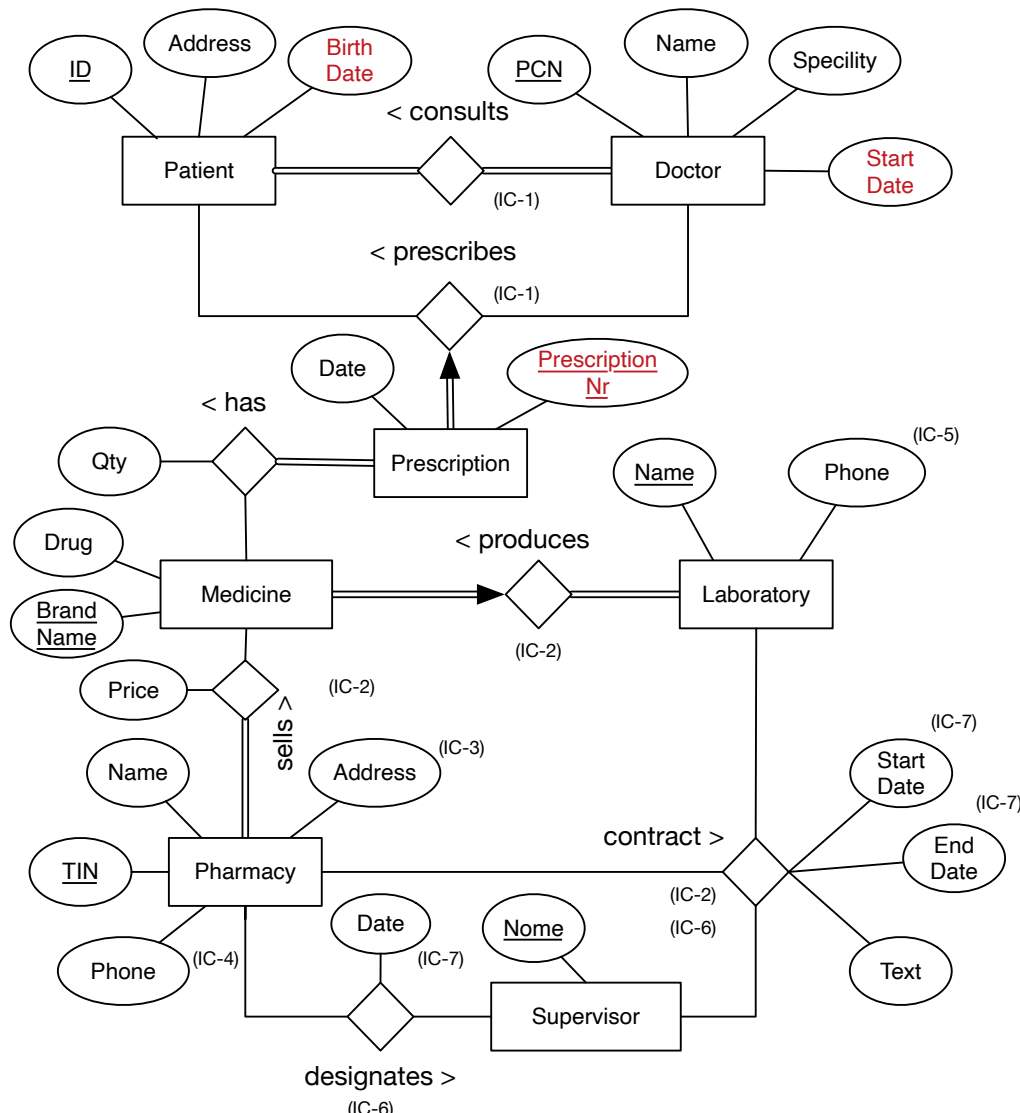 ID
Address
Birth
Date
PCN
Name
Specility
< consults
Patient
Doctor
Start
Date
(IC-1)
< prescribes
(IC-1)
Date
Prescription
Nr
< has
Qty
Prescription
Name
Phone
(IC-5)
Drug
< produces
Medicine
Laboratory
Brand
Name
(IC-2)
Price
(IC-2)
sells >
Name
Address
(IC-3)
(IC-7)
Start
Date
(IC-7)
contract >
End
Date
TIN
Pharmacy
(IC-2)
(IC-6)
Date
Nome
Phone
(IC-4)
(IC-7)
Text
Supervisor
designates >
(IC-6)